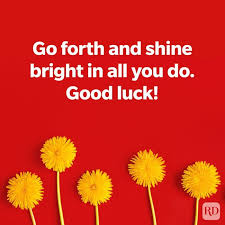 Go forth and shine
bright in all you do.
Good luck!
RD